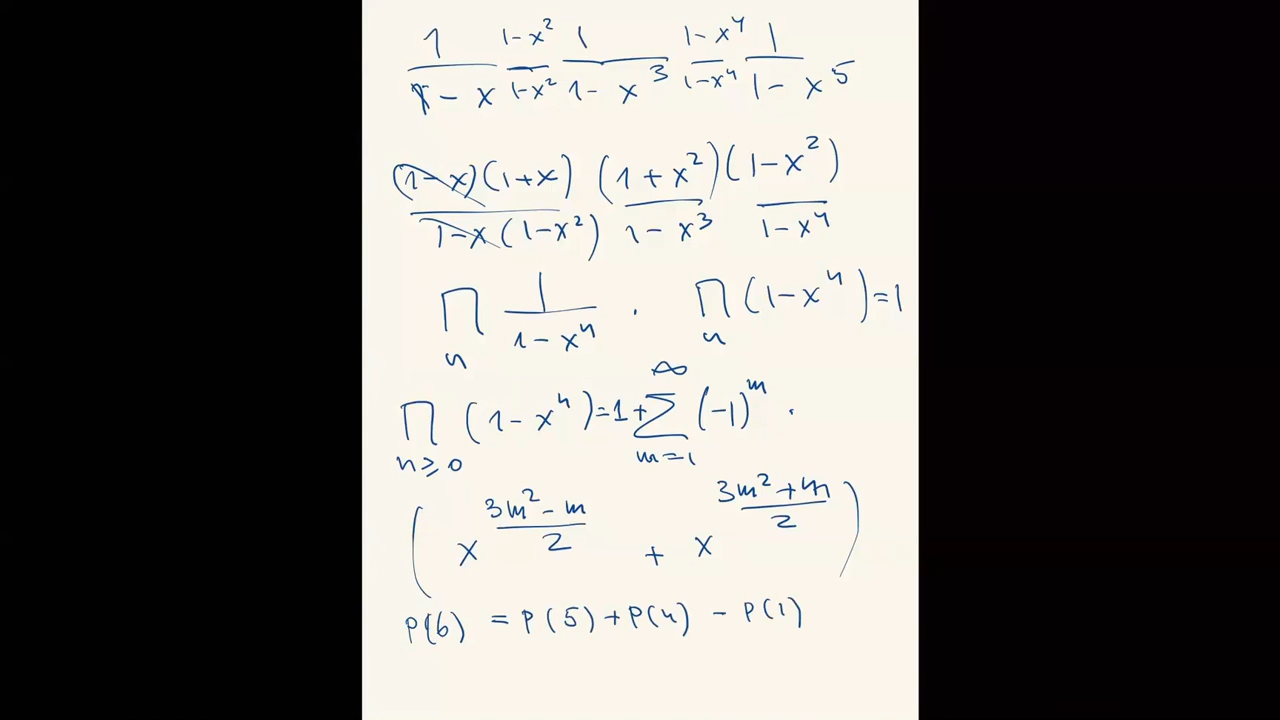 1/(1-x) (1-x²)/(1-x²) 1/(1-x³) (1-x⁴)/(1-x⁴) 1/(1-x⁵)
(1-x)(1+x)/(1-x(1-x²)) (1+x²)/(1-x³) (1-x²)/(1-x⁴)
∏_n 1/(1-xⁿ) · ∏_n (1-xⁿ)=1
∏_{n≥0} (1-xⁿ)=1+∑_{m=1}^{∞} (-1)^m ·
(x^{(3m²-m)/2} + x^{(3m²+m)/2})
P(6) = P(5)+P(4) - P(1)